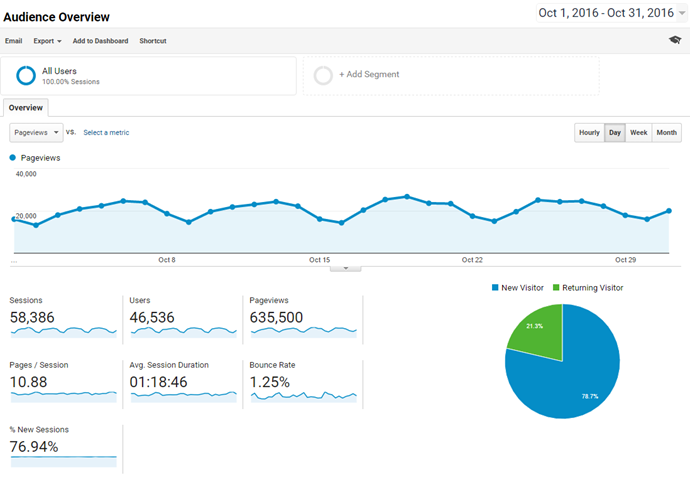 Audience Overview
Oct 1, 2016 - Oct 31, 2016
Email Export Add to Dashboard Shortcut
All Users
100.00% Sessions
+ Add Segment
Overview
Pageviews vs. Select a metric
Hourly Day Week Month
Pageviews
40,000
20,000
... Oct 8 Oct 15 Oct 22 Oct 29
New Visitor Returning Visitor
Sessions Users Pageviews
58,386 46,536 635,500
Pages / Session Avg. Session Duration Bounce Rate
10.88 01:18:46 1.25%
% New Sessions
76.94%
21.3%
78.7%